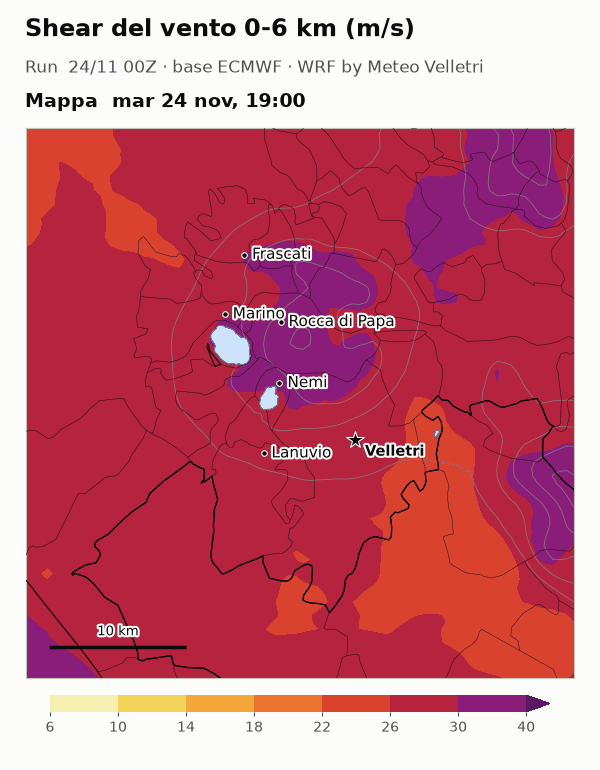 Shear del vento 0-6 km (m/s)
Run  24/11 00Z · base ECMWF · WRF by Meteo Velletri
Mappa  mar 24 nov, 19:00
Frascati
Marino
Rocca di Papa
Nemi
Velletri
Lanuvio
10 km
6 10 14 18 22 26 30 40